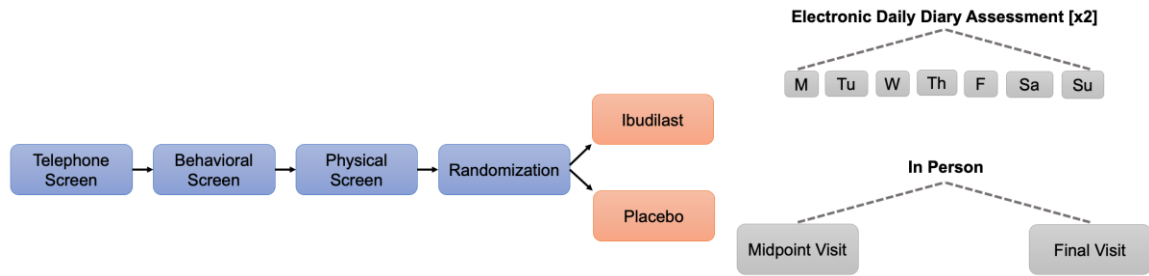 Telephone
Screen
Behavioral
Screen
Physical
Screen
Randomization
Ibudilast
Placebo
Electronic Daily Diary Assessment [x2]
M Tu W Th F Sa Su
In Person
Midpoint Visit
Final Visit